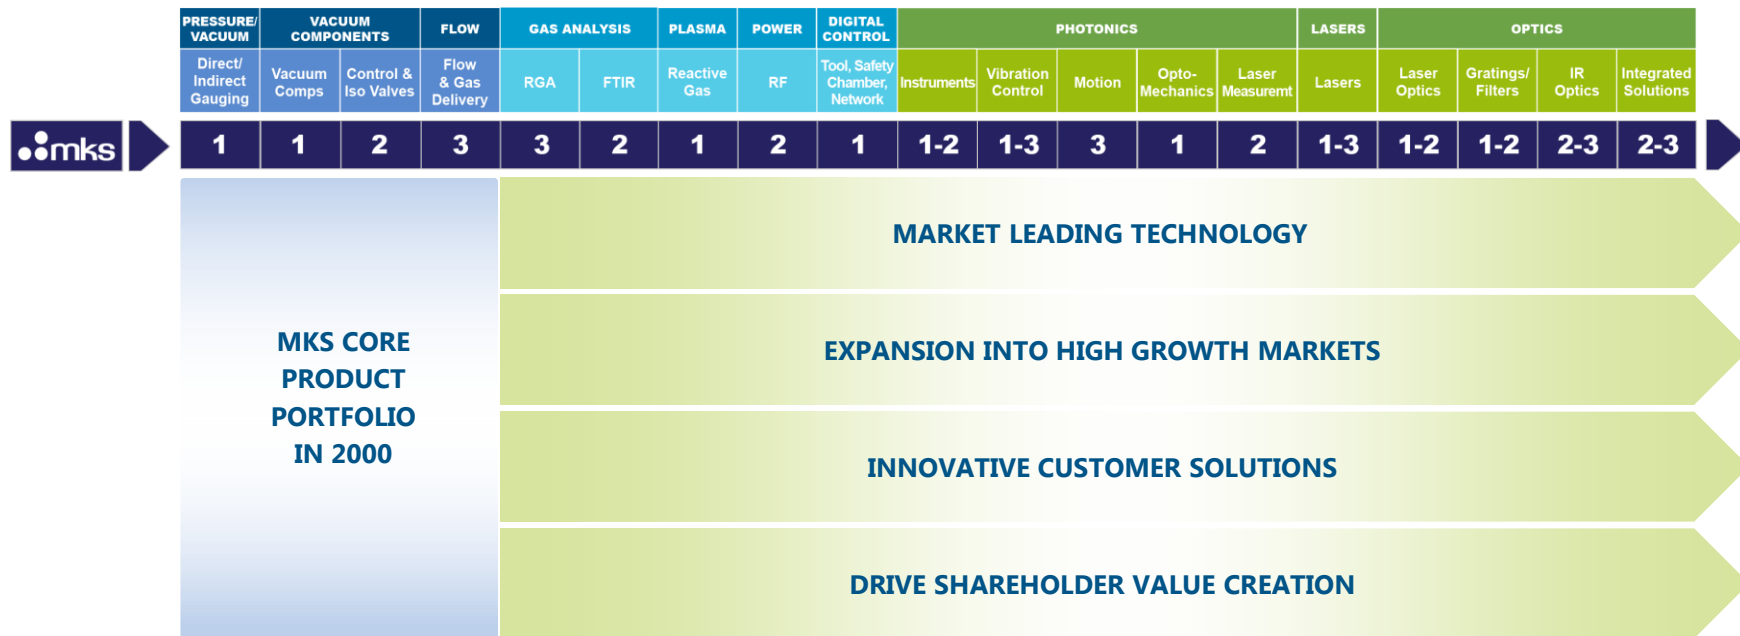 PRESSURE/
VACUUM
VACUUM
COMPONENTS
FLOW
GAS ANALYSIS
PLASMA
POWER
DIGITAL
CONTROL
PHOTONICS
LASERS
OPTICS
Direct/
Indirect
Gauging
Vacuum
Comps
Control &
Iso Valves
Flow
& Gas
Delivery
RGA
FTIR
Reactive
Gas
RF
Tool, Safety
Chamber,
Network
Instruments
Vibration
Control
Motion
Opto-
Mechanics
Laser
Measuremt
Lasers
Laser
Optics
Gratings/
Filters
IR
Optics
Integrated
Solutions
mks
1 1 2 3 3 2 1 2 1 1-2 1-3 3 1 2 1-3 1-2 1-2 2-3 2-3
MKS CORE
PRODUCT
PORTFOLIO
IN 2000
MARKET LEADING TECHNOLOGY
EXPANSION INTO HIGH GROWTH MARKETS
INNOVATIVE CUSTOMER SOLUTIONS
DRIVE SHAREHOLDER VALUE CREATION